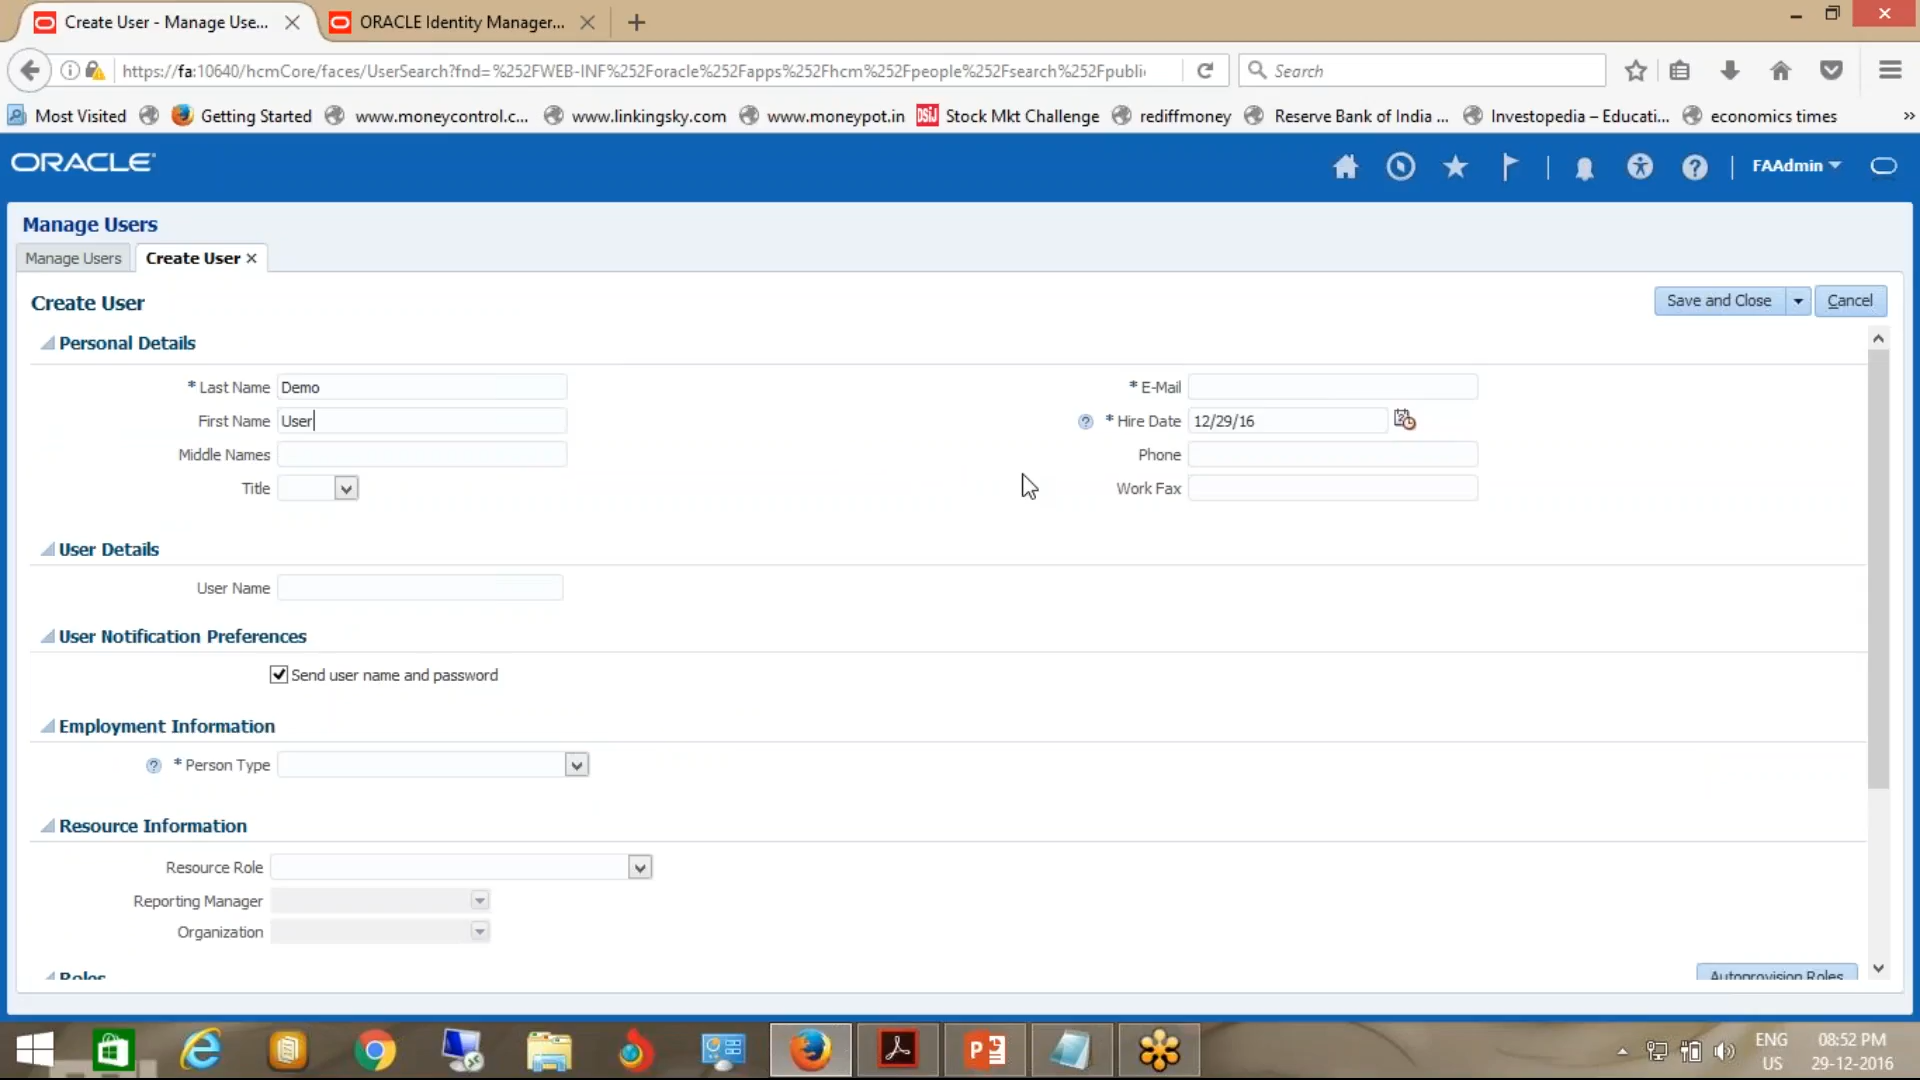 Create User - Manage Use...
ORACLE Identity Manager...
https://fa:10640/hcmCore/faces/UserSearch?fnd=%252FWEB-INF%252Foracle%252Fapps%252Fhcm%252Fpeople%252Fsearch%252Fpubli
Search
Most Visited
Getting Started
www.moneycontrol.c...
www.linkingsky.com
www.moneypot.in
DSIJ
Stock Mkt Challenge
rediffmoney
Reserve Bank of India ...
Investopedia – Educati...
economics times
»
ORACLE
FAAdmin
Manage Users
Manage Users
Create User
Create User
Save and Close
Cancel
Personal Details
* Last Name Demo
* E-Mail
First Name User
* Hire Date 12/29/16
Middle Names
Phone
Title
Work Fax
User Details
User Name
User Notification Preferences
Send user name and password
Employment Information
* Person Type
Resource Information
Resource Role
Reporting Manager
Organization
Roles
Autoprovision Roles
ENG
US
08:52 PM
29-12-2016